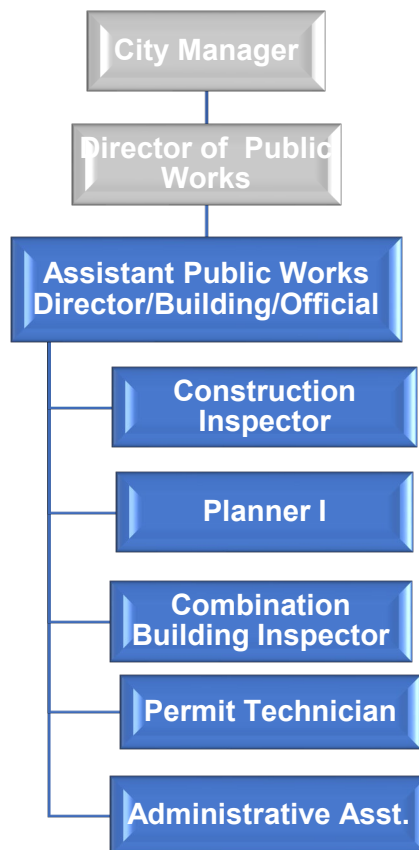 City Manager
Director of Public
Works
Assistant Public Works
Director/Building/Official
Construction
Inspector
Planner I
Combination
Building Inspector
Permit Technician
Administrative Asst.